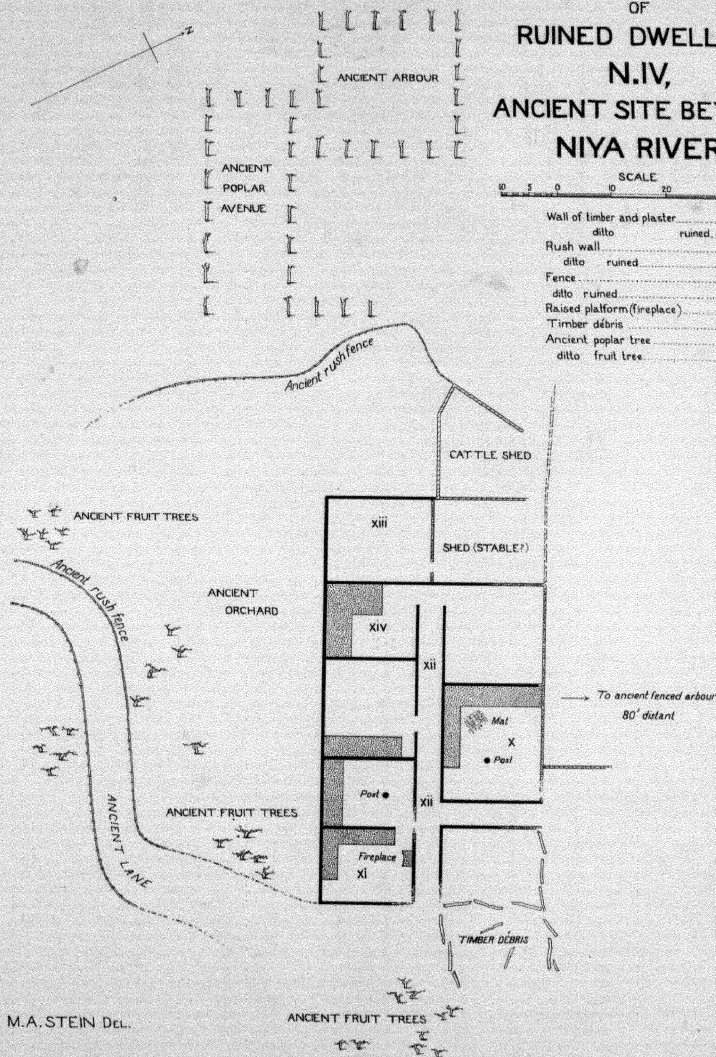 OF
RUINED DWELL
N.IV,
ANCIENT SITE BE
NIYA RIVER
SCALE
10 5 0 10 20
Wall of timber and plaster
ditto ruined.
Rush wall
ditto ruined
Fence
ditto ruined
Raised platform (fireplace)
Timber débris
Ancient poplar tree
ditto fruit tree
Z
ANCIENT ARBOUR
ANCIENT
POPLAR
AVENUE
Ancient rush fence
CATTLE SHED
ANCIENT FRUIT TREES
xiii
SHED (STABLE?)
Ancient rush fence
ANCIENT
ORCHARD
xiv
xii
To ancient fenced arbour
80' distant
Mat
x
Post
Post
xii
ANCIENT LANE
ANCIENT FRUIT TREES
Fireplace
xi
TIMBER DÉBRIS
M.A. STEIN DEL.
ANCIENT FRUIT TREES